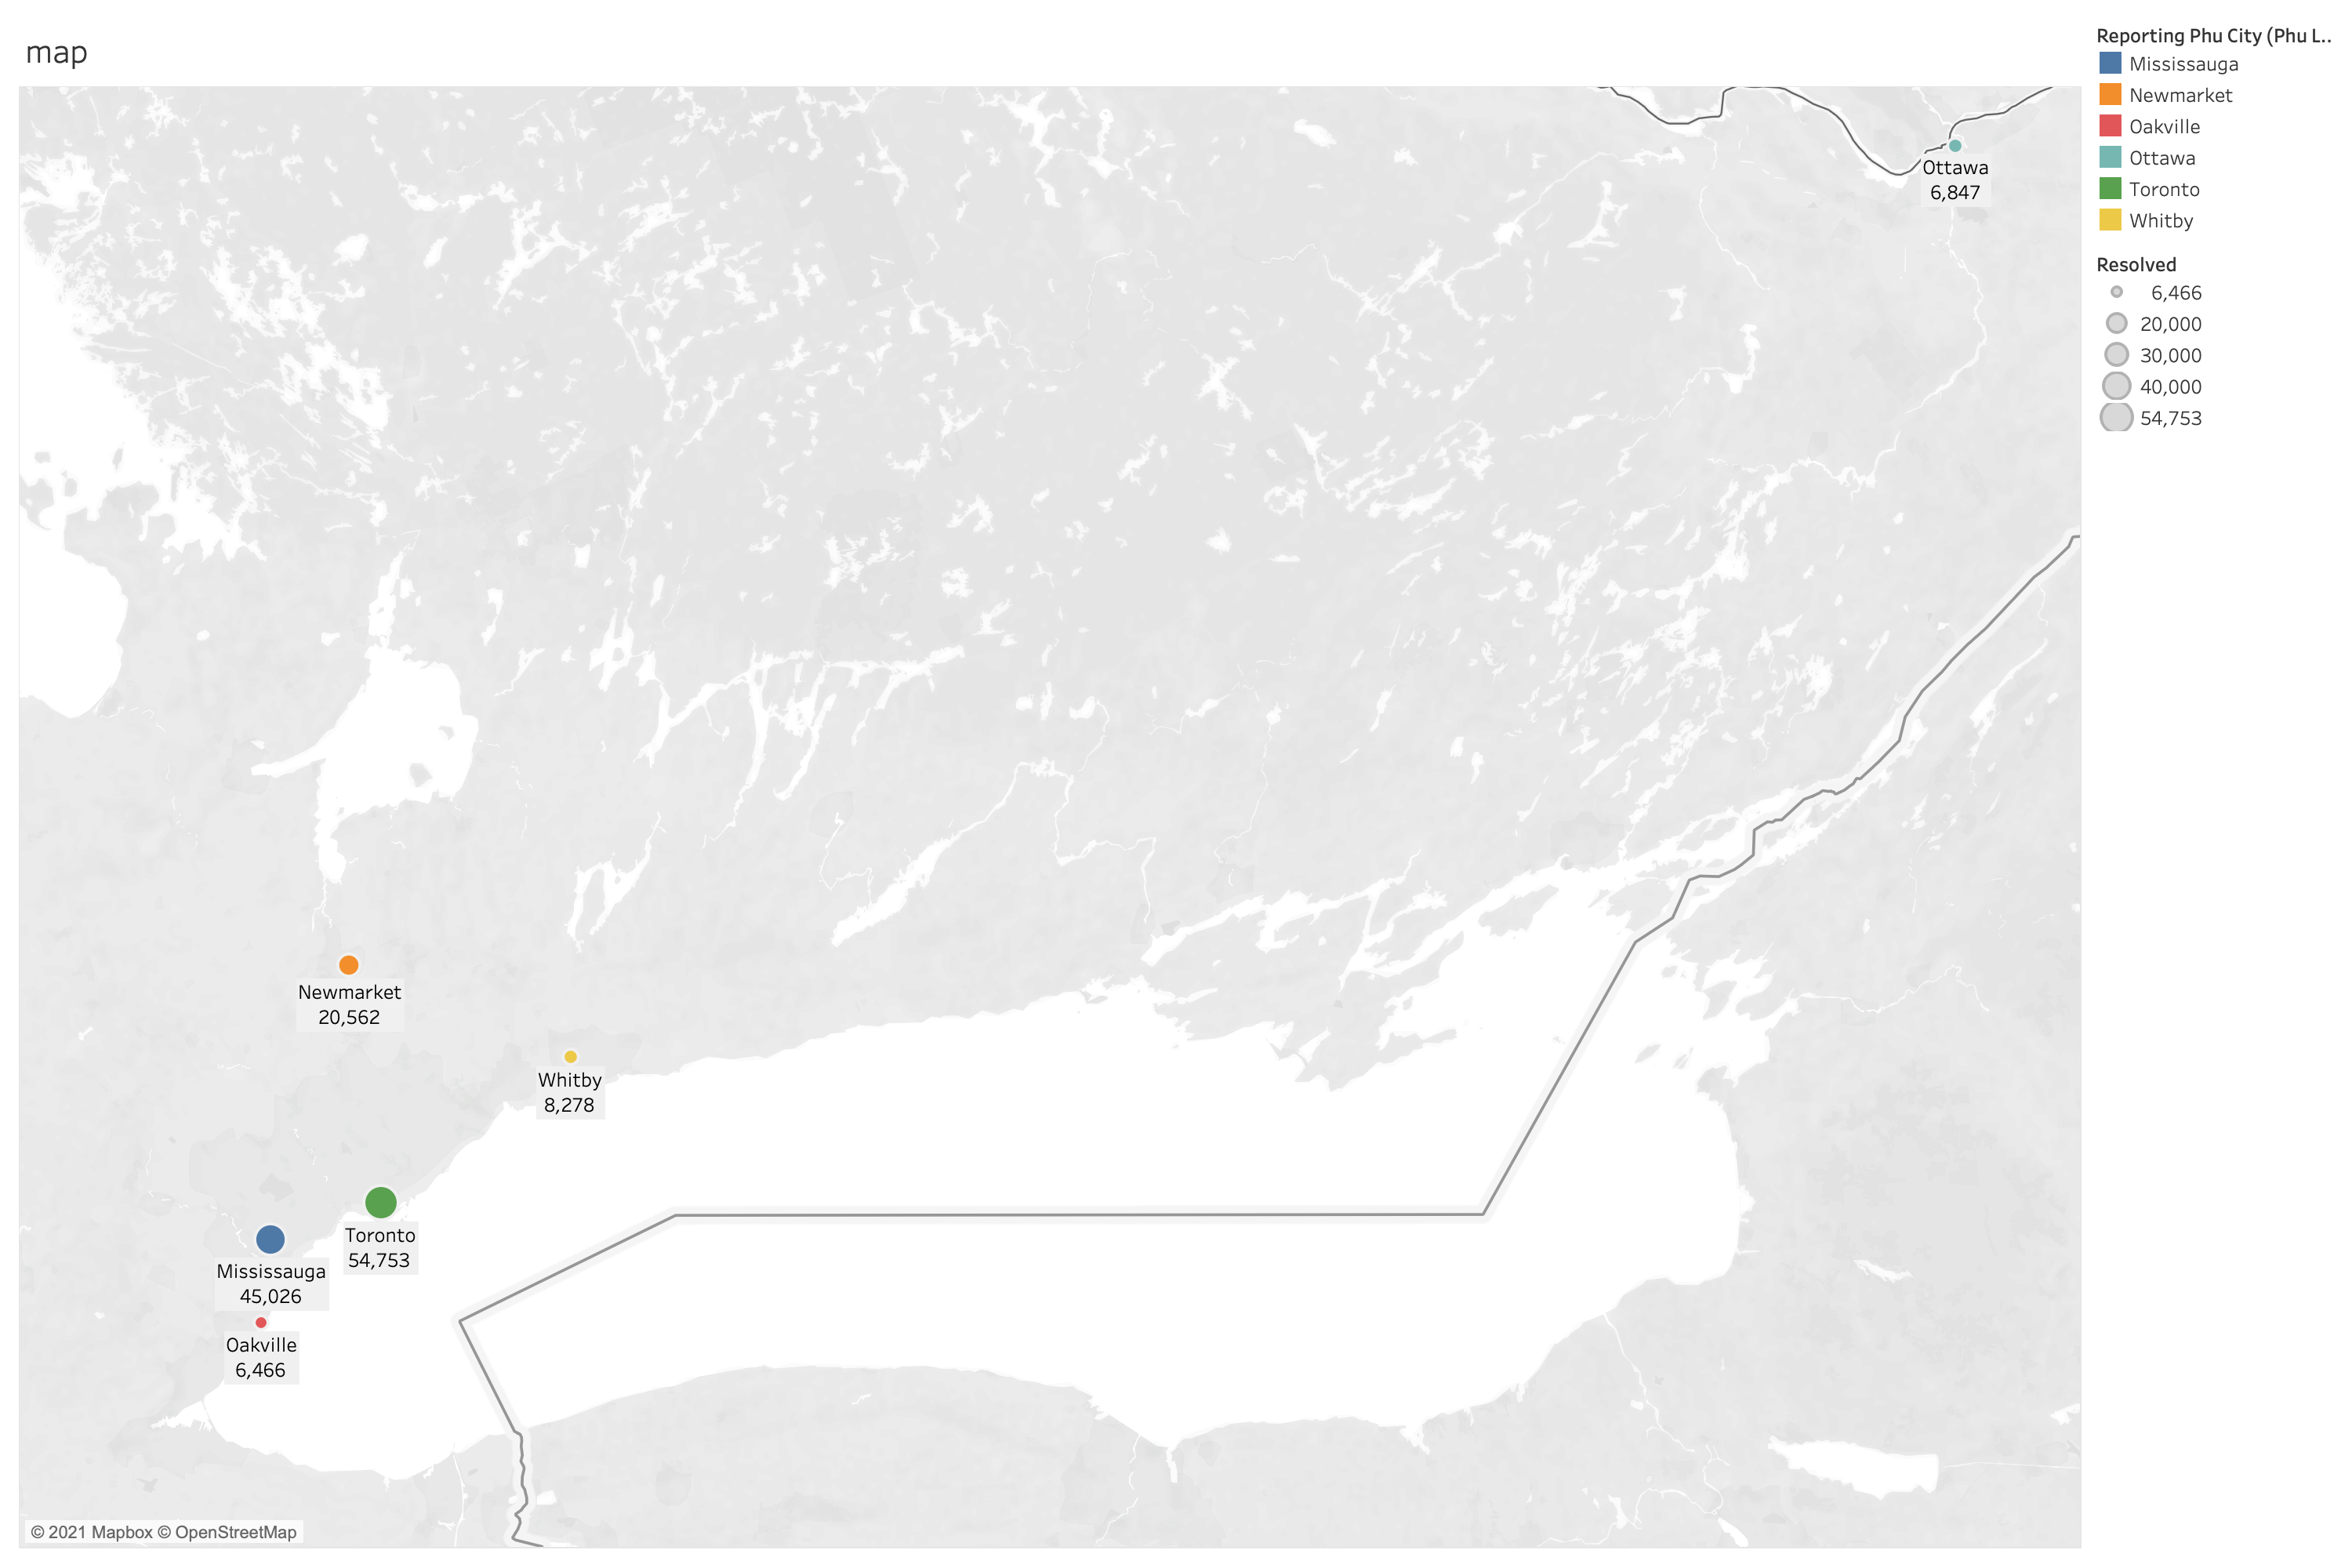 map
Ottawa
6,847
Newmarket
20,562
Whitby
8,278
Toronto
54,753
Mississauga
45,026
Oakville
6,466
© 2021 Mapbox © OpenStreetMap
Reporting Phu City (Phu L..
Mississauga
Newmarket
Oakville
Ottawa
Toronto
Whitby
Resolved
6,466
20,000
30,000
40,000
54,753